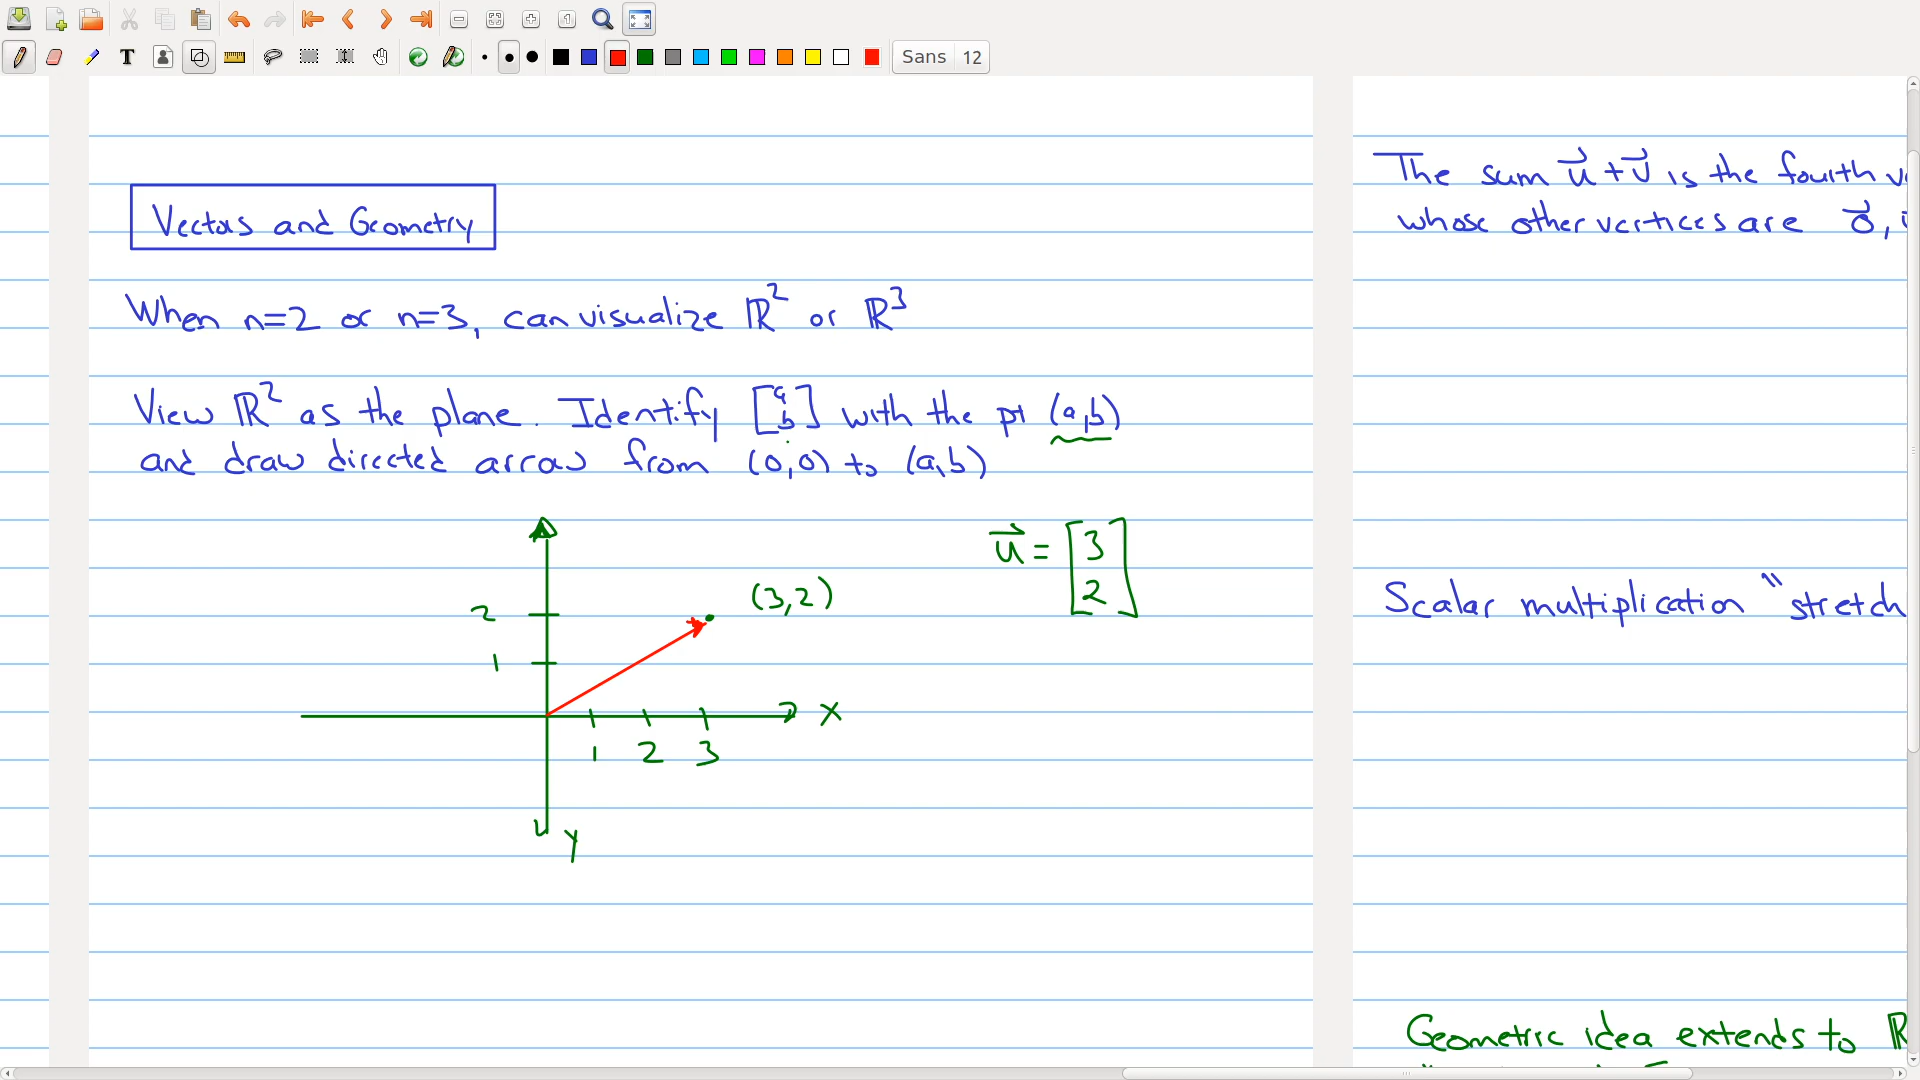 T
Sans 12
Vectors and Geometry
When n=2 or n=3, can visualize ℝ² or ℝ³
View ℝ² as the plane. Identify [a b] with the pt (a,b)
and draw directed arrow from (0,0) to (a,b)
u⃗ = [3 2]
(3,2)
2
1
x
1 2 3
y
The sum u⃗ + v⃗ is the fourth
whose other vertices are 0⃗,
Scalar multiplication "stretch
Geometric idea extends to ℝ